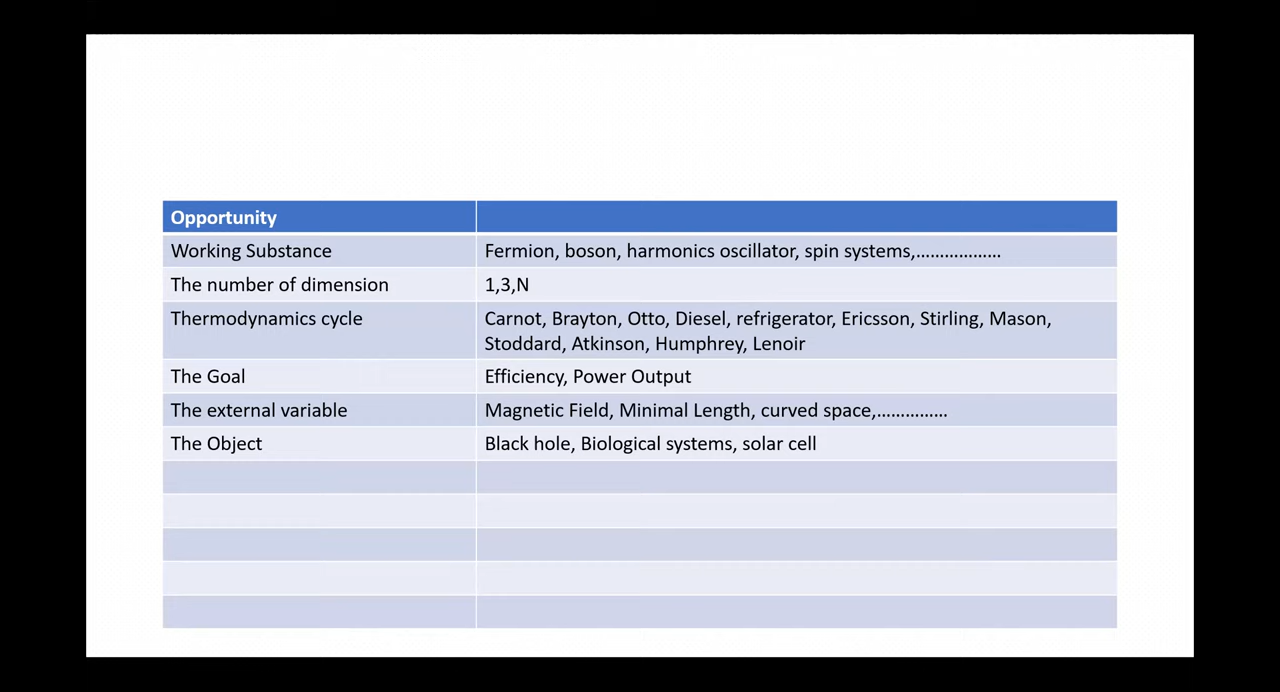 Opportunity
Working Substance
Fermion, boson, harmonics oscillator, spin systems,..................
The number of dimension
1,3,N
Thermodynamics cycle
Carnot, Brayton, Otto, Diesel, refrigerator, Ericsson, Stirling, Mason,
Stoddard, Atkinson, Humphrey, Lenoir
The Goal
Efficiency, Power Output
The external variable
Magnetic Field, Minimal Length, curved space,...............
The Object
Black hole, Biological systems, solar cell